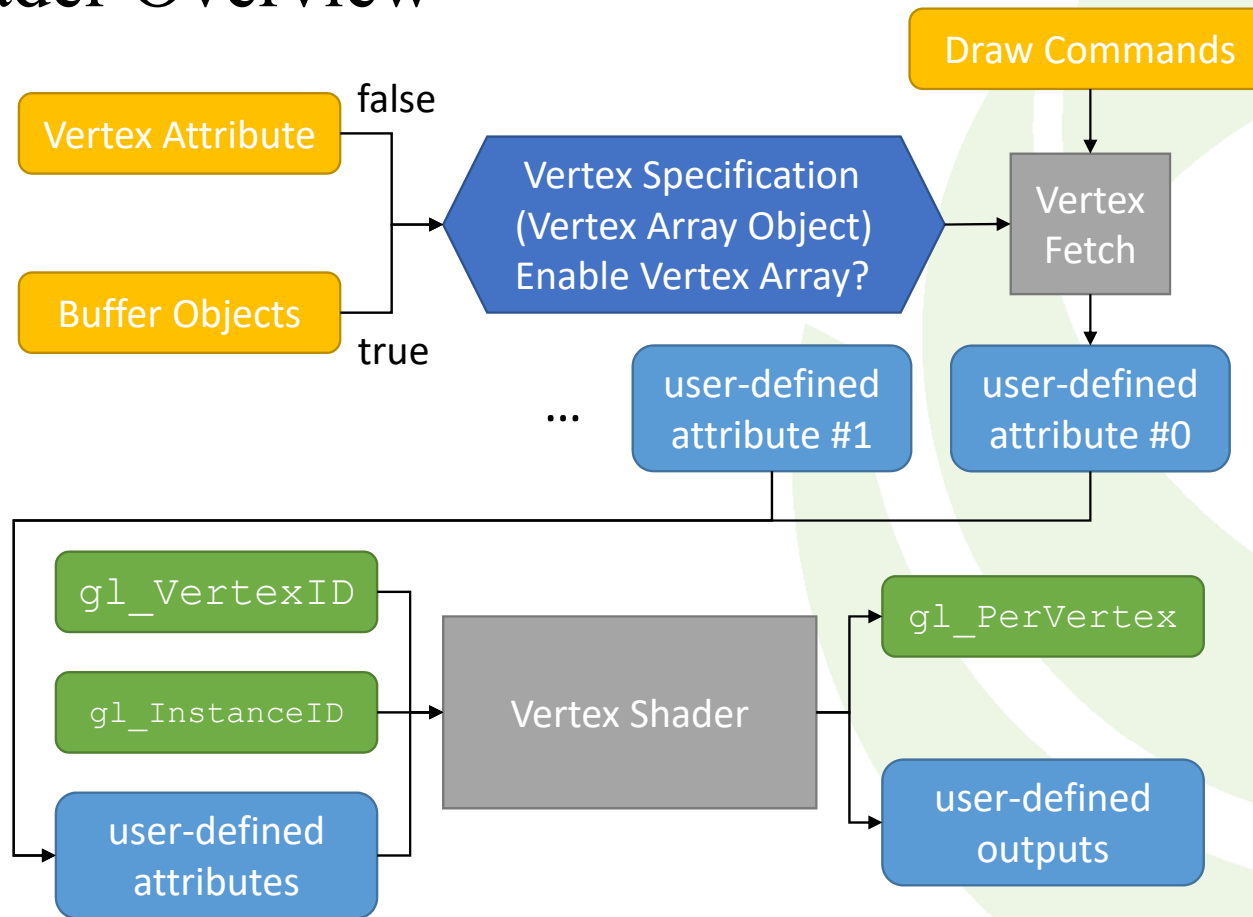 Overview
Draw Commands
false
Vertex Attribute
Vertex Specification
(Vertex Array Object)
Enable Vertex Array?
Vertex
Fetch
Buffer Objects
true
...
user-defined
attribute #1
user-defined
attribute #0
gl_VertexID
gl_InstanceID
user-defined
attributes
Vertex Shader
gl_PerVertex
user-defined
outputs